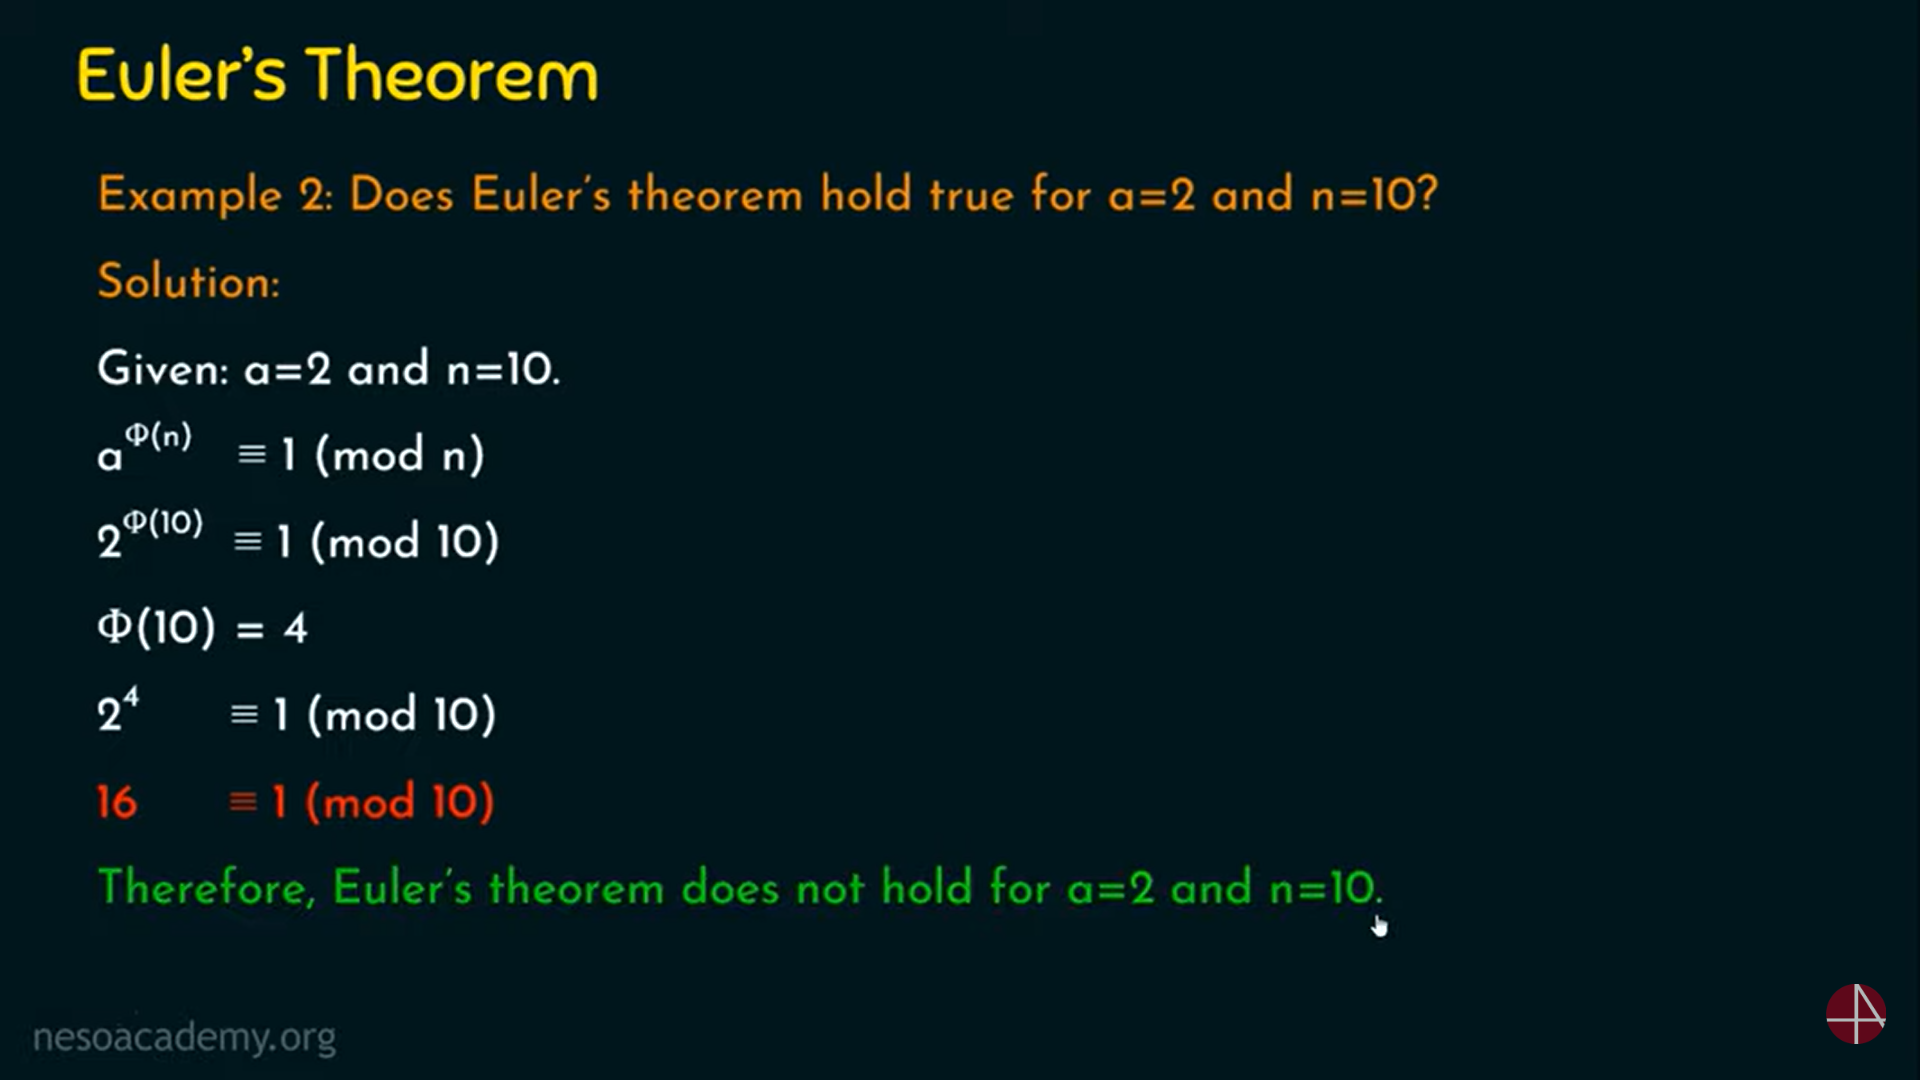 Euler's Theorem
Example 2: Does Euler's theorem hold true for a=2 and n=10?
Solution:
Given: a=2 and n=10.
a^Φ(n) ≡ 1 (mod n)
2^Φ(10) ≡ 1 (mod 10)
Φ(10) = 4
2^4 ≡ 1 (mod 10)
16 ≡ 1 (mod 10)
Therefore, Euler's theorem does not hold for a=2 and n=10.
nesoacademy.org